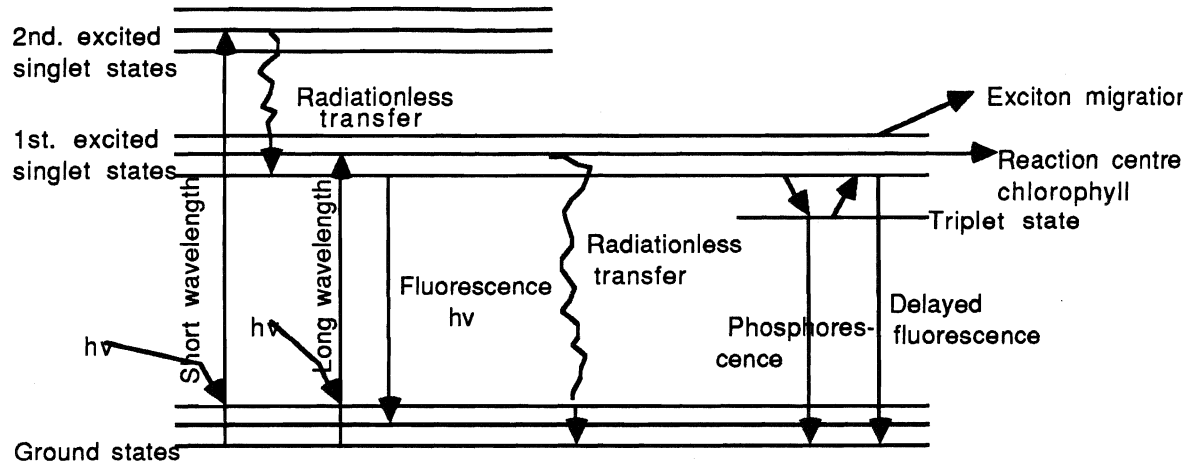 2nd. excited
singlet states
Radiationless
transfer
Exciton migration
1st. excited
singlet states
Reaction centre
chlorophyll
Triplet state
Short wavelength
Long wavelength
Radiationless
transfer
Fluorescence
hv
Delayed
fluorescence
Phosphores-
cence
hv
hv
Ground states